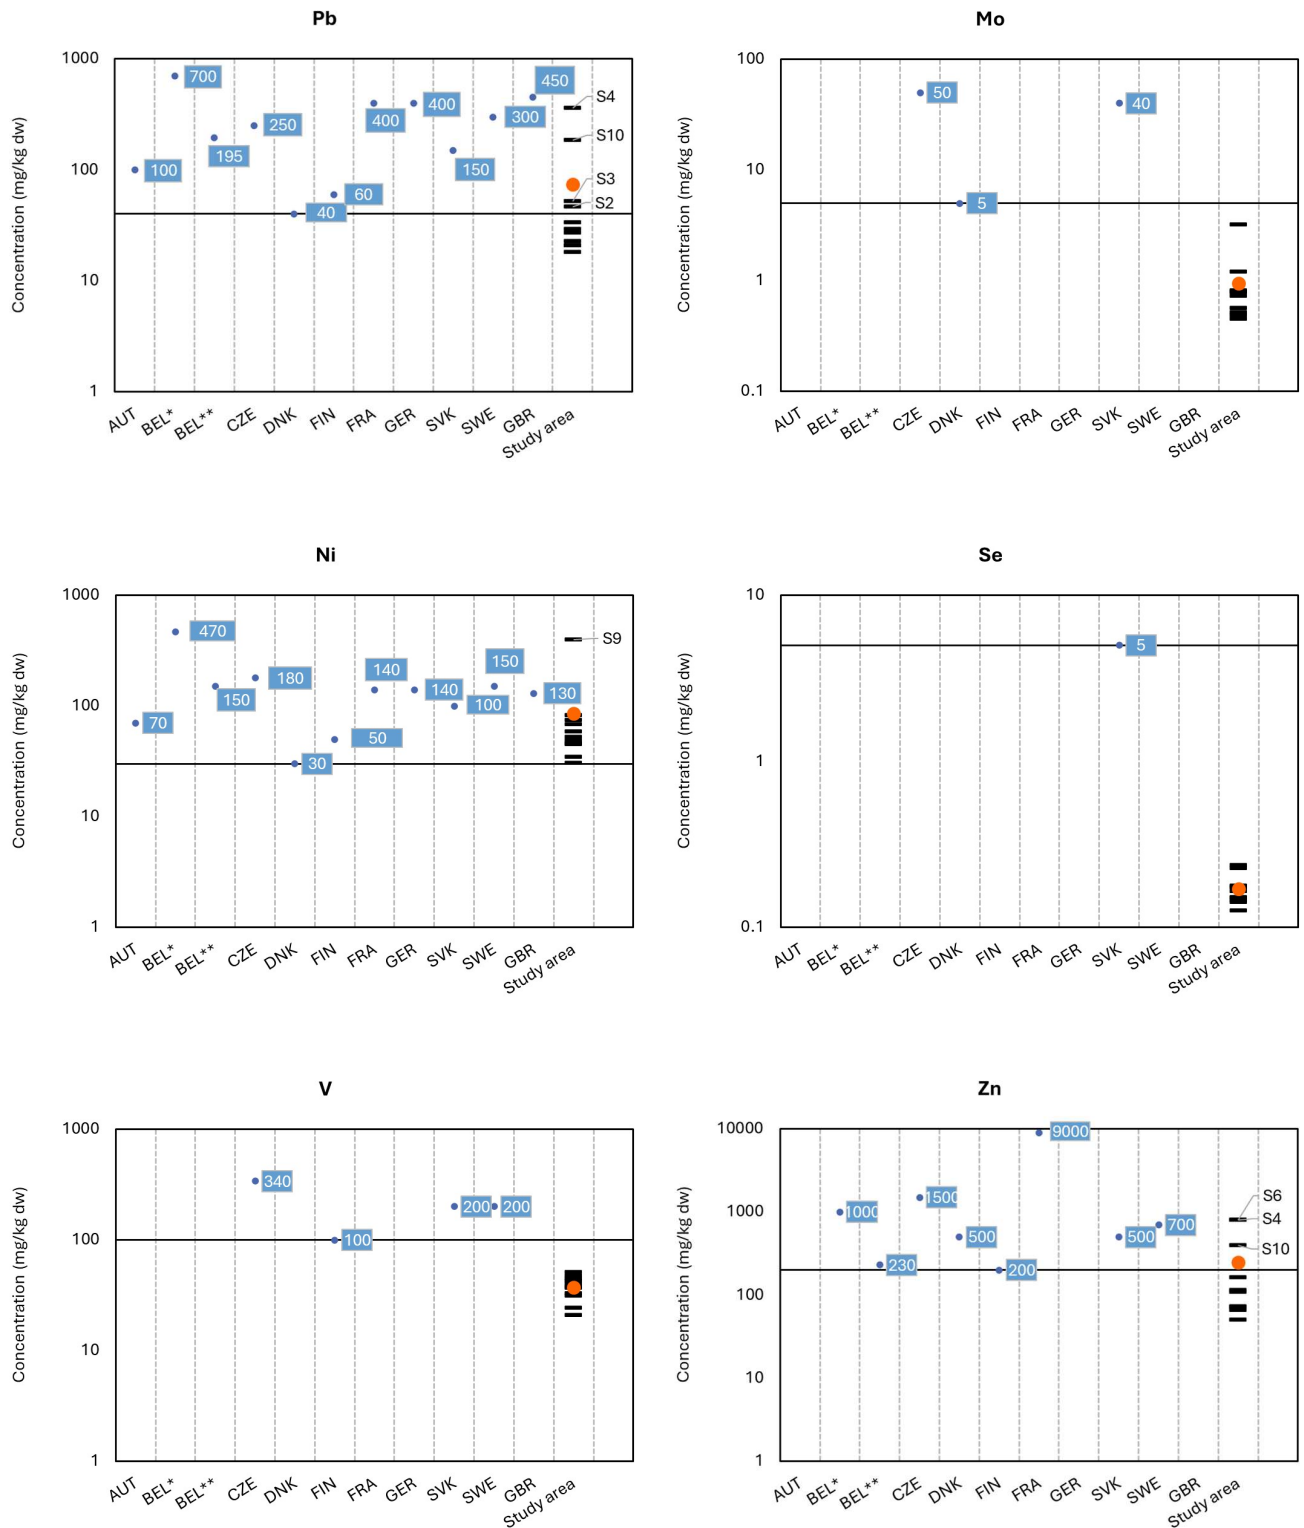 Pb
Concentration (mg/kg dw)
1000
100
10
1
700
450
400
400
300
250
195
150
100
60
40
S4
S10
S3
S2
AUT
BEL*
BEL**
CZE
DNK
FIN
FRA
GER
SVK
SWE
GBR
Study area
Mo
Concentration (mg/kg dw)
100
10
1
0.1
50
40
5
AUT
BEL*
BEL**
CZE
DNK
FIN
FRA
GER
SVK
SWE
GBR
Study area
Ni
Concentration (mg/kg dw)
1000
100
10
1
470
150
180
140
140
150
130
100
70
50
30
S9
AUT
BEL*
BEL**
CZE
DNK
FIN
FRA
GER
SVK
SWE
GBR
Study area
Se
Concentration (mg/kg dw)
10
1
0.1
5
AUT
BEL*
BEL**
CZE
DNK
FIN
FRA
GER
SVK
SWE
GBR
Study area
V
Concentration (mg/kg dw)
1000
100
10
1
340
200
200
100
AUT
BEL*
BEL**
CZE
DNK
FIN
FRA
GER
SVK
SWE
GBR
Study area
Zn
Concentration (mg/kg dw)
10000
1000
100
10
1
9000
1500
1000
700
500
500
230
200
S6
S4
S10
AUT
BEL*
BEL**
CZE
DNK
FIN
FRA
GER
SVK
SWE
GBR
Study area